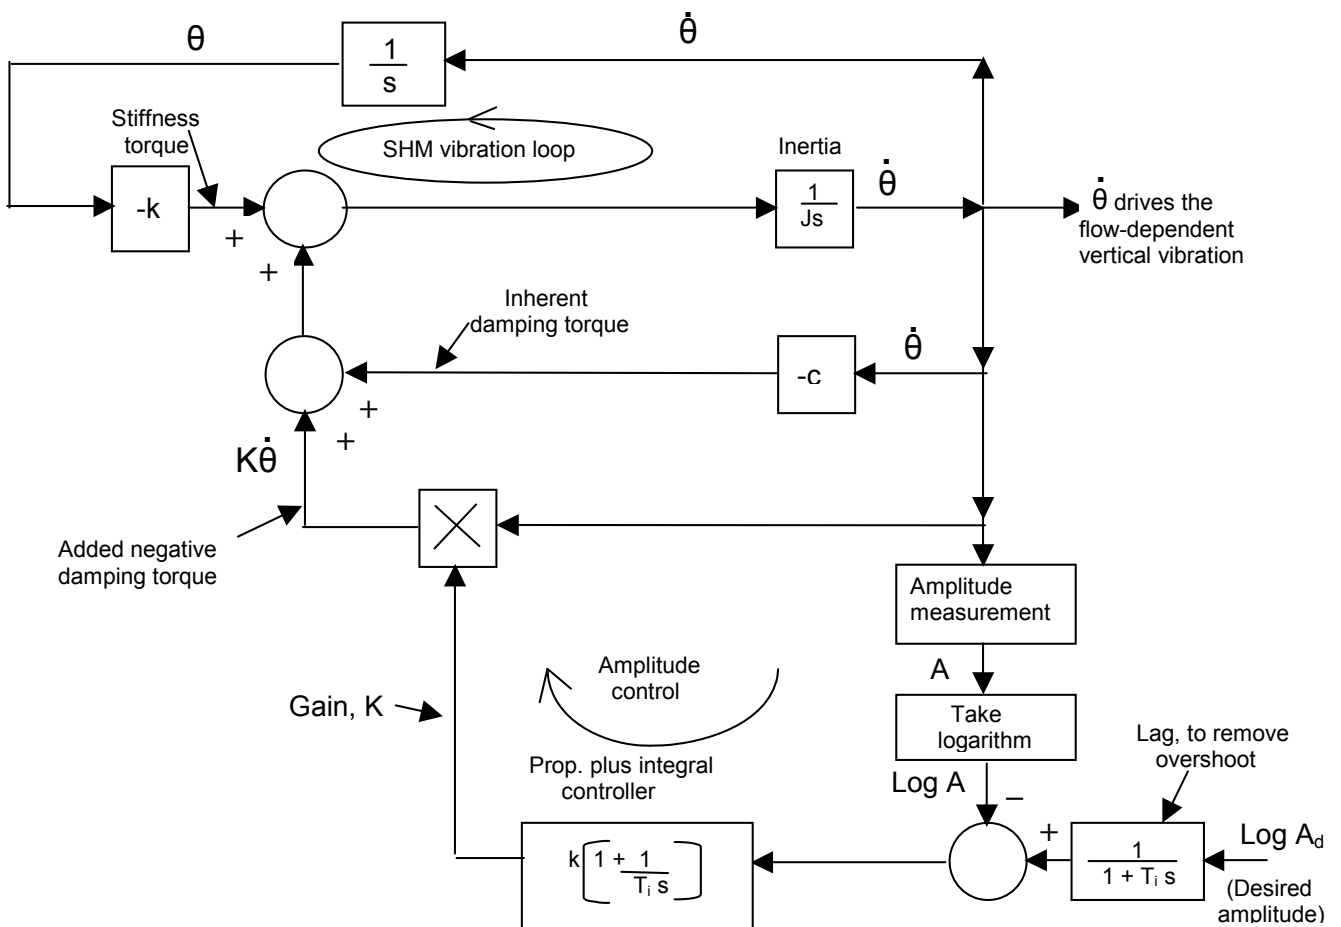 θ
1
s
θ̇
Stiffness
torque
SHM vibration loop
Inertia
-k
+
+
1
Js
θ̇
θ̇ drives the
flow-dependent
vertical vibration
Inherent
damping torque
-c
θ̇
+
+
Kθ̇
Added negative
damping torque
Amplitude
measurement
A
Amplitude
control
Gain, K
Take
logarithm
Lag, to remove
overshoot
Prop. plus integral
controller
Log A
−
+
k[1 + 1
Tᵢ s]
1
1 + Tᵢ s
Log A_d
(Desired
amplitude)